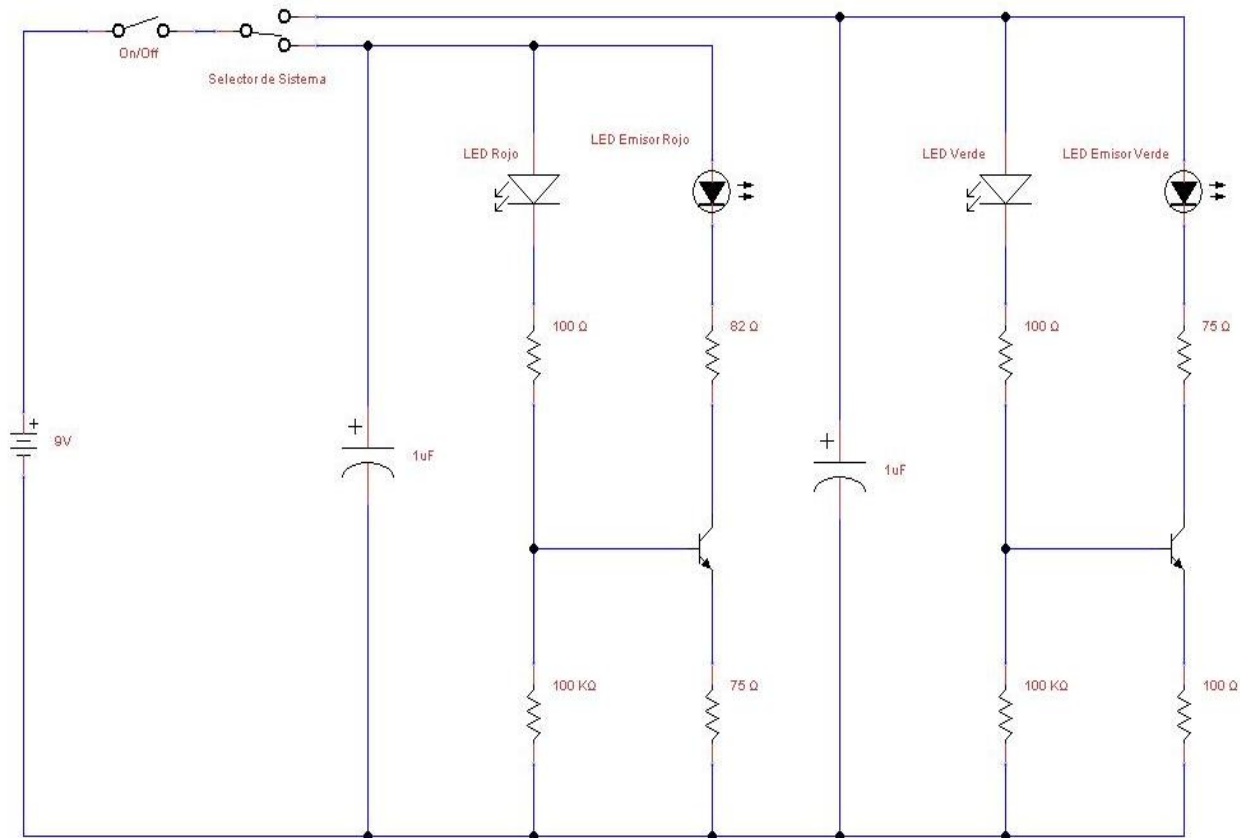 On/Off
Selector de Sistema
LED Rojo
LED Emisor Rojo
LED Verde
LED Emisor Verde
100 Ω
82 Ω
100 Ω
75 Ω
+
9V
+
1uF
+
1uF
100 KΩ
75 Ω
100 KΩ
100 Ω